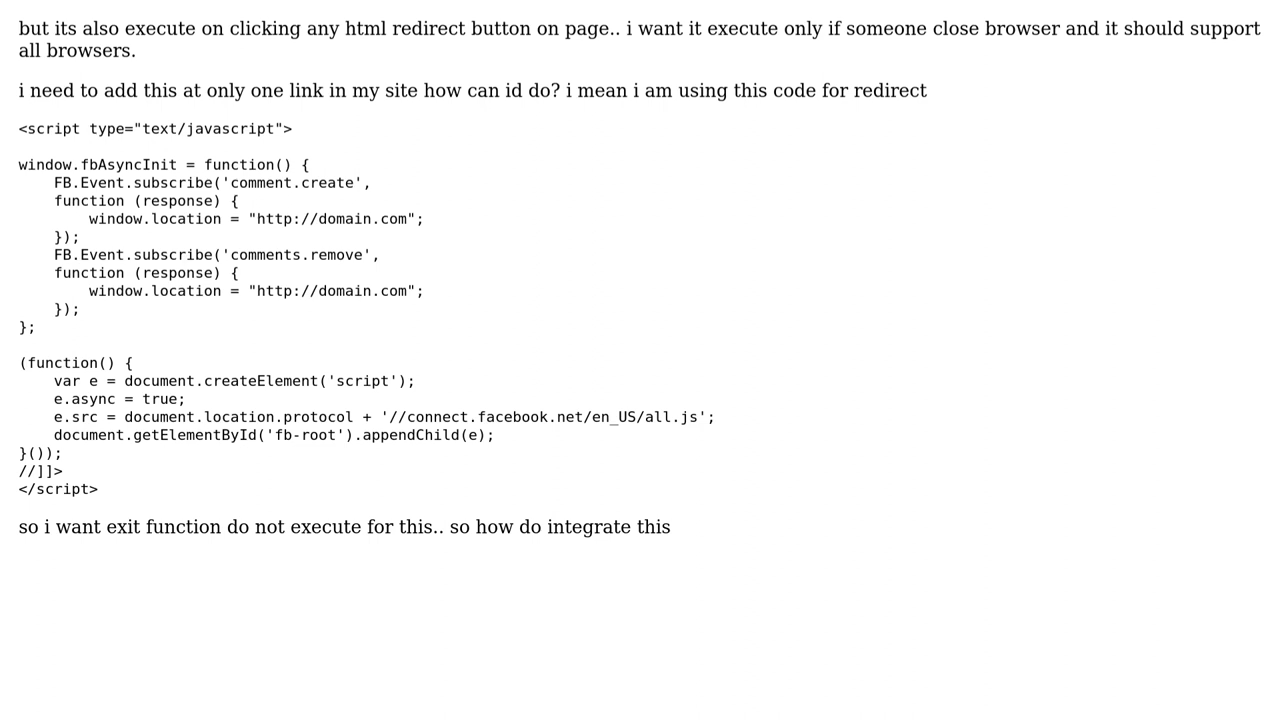 but its also execute on clicking any html redirect button on page.. i want it execute only if someone close browser and it should support
all browsers.
i need to add this at only one link in my site how can id do? i mean i am using this code for redirect
<script type="text/javascript">
window.fbAsyncInit = function() {
    FB.Event.subscribe('comment.create',
    function (response) {
        window.location = "http://domain.com";
    });
    FB.Event.subscribe('comments.remove',
    function (response) {
        window.location = "http://domain.com";
    });
};
(function() {
    var e = document.createElement('script');
    e.async = true;
    e.src = document.location.protocol + '//connect.facebook.net/en_US/all.js';
    document.getElementById('fb-root').appendChild(e);
}());
//]]>
</script>
so i want exit function do not execute for this.. so how do integrate this